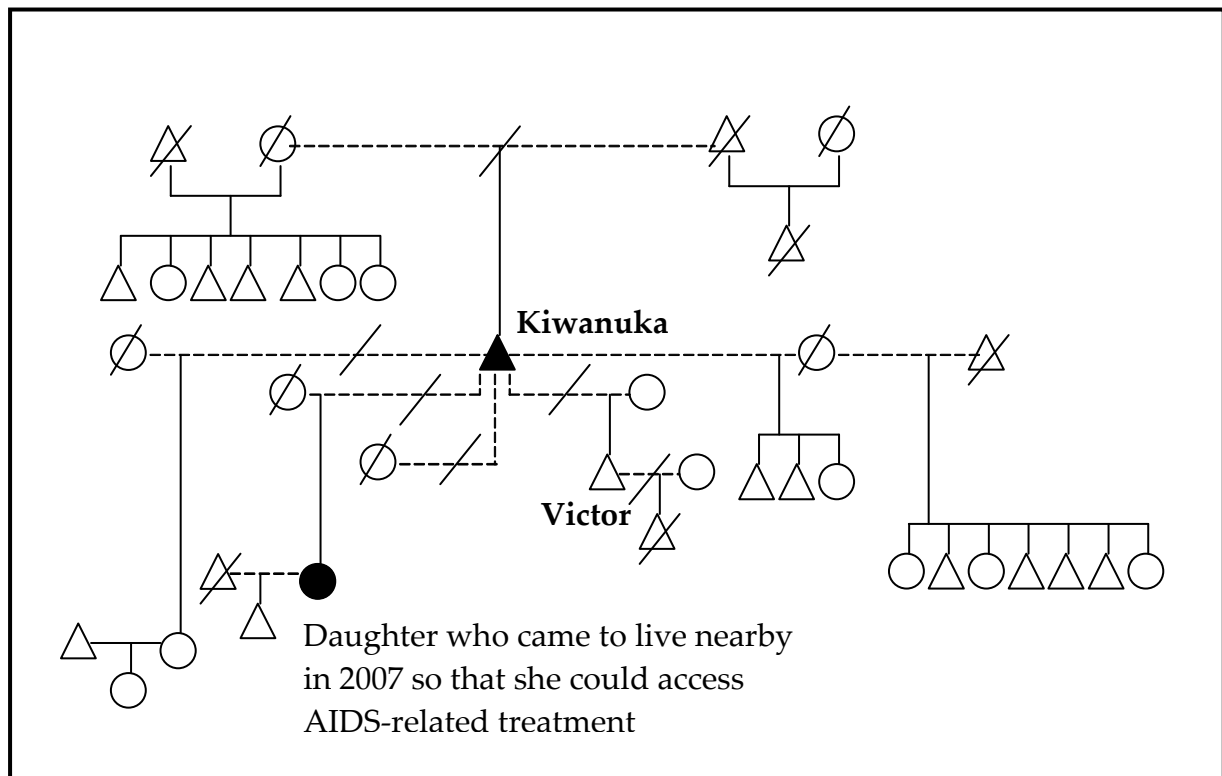 Kiwanuka
Victor
Daughter who came to live nearby
in 2007 so that she could access
AIDS-related treatment